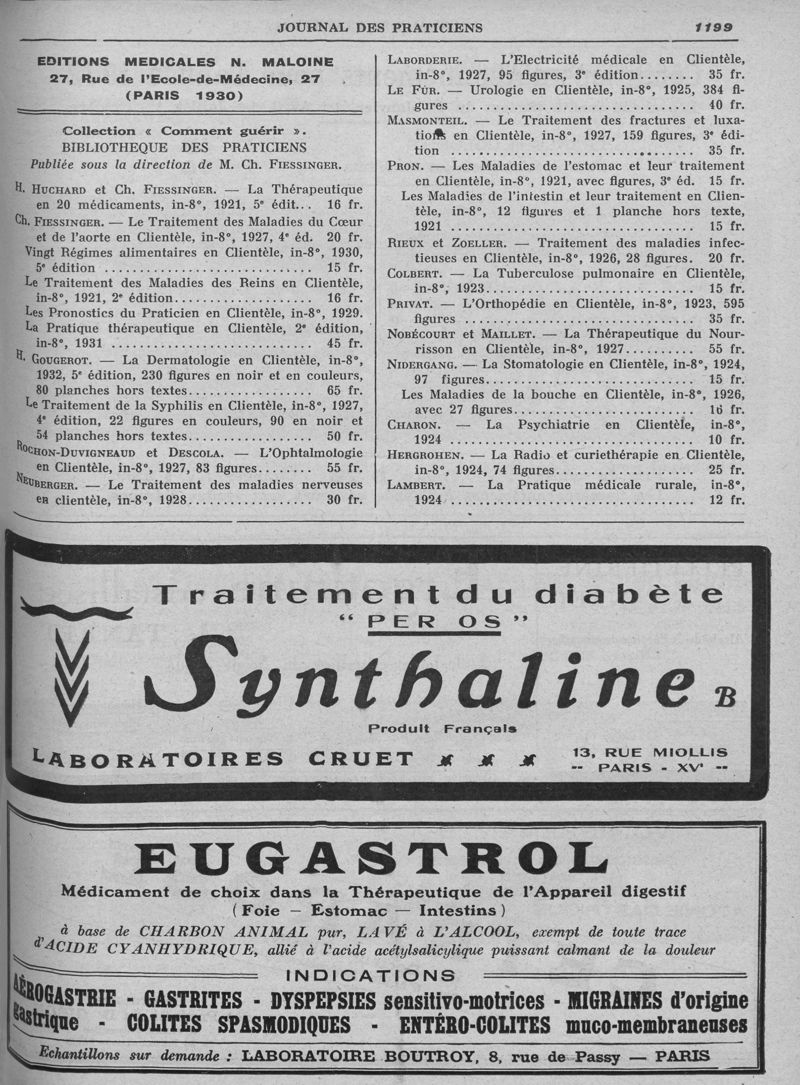 JOURNAL DES PRATICIENS 1199
EDITIONS MEDICALES N. MALOINE
27, Rue de l'Ecole-de-Médecine, 27
(PARIS 1930)
Collection « Comment guérir ».
BIBLIOTHEQUE DES PRATICIENS
Publiée sous la direction de M. Ch. FIESSINGER.
H. HUCHARD et Ch. FIESSINGER. — La Thérapeutique
en 20 médicaments, in-8°, 1921, 5e édit... 16 fr.
Ch. FIESSINGER. — Le Traitement des Maladies du Cœur
et de l'aorte en Clientèle, in-8°, 1927, 4e éd. 20 fr.
Vingt Régimes alimentaires en Clientèle, in-8°, 1930,
5e édition .............................. 15 fr.
Le Traitement des Maladies des Reins en Clientèle,
in-8°, 1921, 2e édition.................... 16 fr.
Les Pronostics du Praticien en Clientèle, in-8°, 1929.
La Pratique thérapeutique en Clientèle, 2e édition,
in-8°, 1931 ............................. 45 fr.
H. GOUGEROT. — La Dermatologie en Clientèle, in-8°,
1932, 5e édition, 230 figures en noir et en couleurs,
80 planches hors textes.................. 65 fr.
Le Traitement de la Syphilis en Clientèle, in-8°, 1927,
4e édition, 22 figures en couleurs, 90 en noir et
54 planches hors textes.................. 50 fr.
ROCHON-DUVIGNEAUD et DESCOLA. — L'Ophtalmologie
en Clientèle, in-8°, 1927, 83 figures........ 55 fr.
NEUBERGER. — Le Traitement des maladies nerveuses
en clientèle, in-8°, 1928.................. 30 fr.
LABORDERIE. — L'Electricité médicale en Clientèle,
in-8°, 1927, 95 figures, 3e édition........ 35 fr.
LE FUR. — Urologie en Clientèle, in-8°, 1925, 384 fi-
gures .................................. 40 fr.
MASMONTEIL. — Le Traitement des fractures et luxa-
tions en Clientèle, in-8°, 1927, 159 figures, 3e édi-
tion .................................. 35 fr.
PRON. — Les Maladies de l'estomac et leur traitement
en Clientèle, in-8°, 1921, avec figures, 3e éd. 15 fr.
Les Maladies de l'intestin et leur traitement en Clien-
tèle, in-8°, 12 figures et 1 planche hors texte,
1921 .................................. 15 fr.
RIEUX et ZOELLER. — Traitement des maladies infec-
tieuses en Clientèle, in-8°, 1926, 28 figures. 20 fr.
COLBERT. — La Tuberculose pulmonaire en Clientèle,
in-8°, 1923.............................. 15 fr.
PRIVAT. — L'Orthopédie en Clientèle, in-8°, 1923, 595
figures ................................ 35 fr.
NOBÉCOURT et MAILLET. — La Thérapeutique du Nour-
risson en Clientèle, in-8°, 1927.......... 55 fr.
NIDERGANG. — La Stomatologie en Clientèle, in-8°, 1924,
97 figures.............................. 15 fr.
Les Maladies de la bouche en Clientèle, in-8°, 1926,
avec 27 figures.......................... 16 fr.
CHARON. — La Psychiatrie en Clientèle, in-8°,
1924 .................................. 10 fr.
HERGROHEN. — La Radio et curiethérapie en Clientèle,
in-8°, 1924, 74 figures.................... 25 fr.
LAMBERT. — La Pratique médicale rurale, in-8°,
1924 .................................. 12 fr.
Traitement du diabète
" PER OS "
Synthaline B
Produit Français
LABORATOIRES CRUET
13, RUE MIOLLIS
-- PARIS - XVe --
EUGASTROL
Médicament de choix dans la Thérapeutique de l'Appareil digestif
( Foie — Estomac — Intestins )
à base de CHARBON ANIMAL pur, LAVÉ à L'ALCOOL, exempt de toute trace
d'ACIDE CYANHYDRIQUE, allié à l'acide acétylsalicylique puissant calmant de la douleur
INDICATIONS
AÉROGASTRIE - GASTRITES - DYSPEPSIES sensitivo-motrices - MIGRAINES d'origine
gastrique - COLITES SPASMODIQUES - ENTÉRO-COLITES muco-membraneuses
Echantillons sur demande : LABORATOIRE BOUTROY, 8, rue de Passy — PARIS